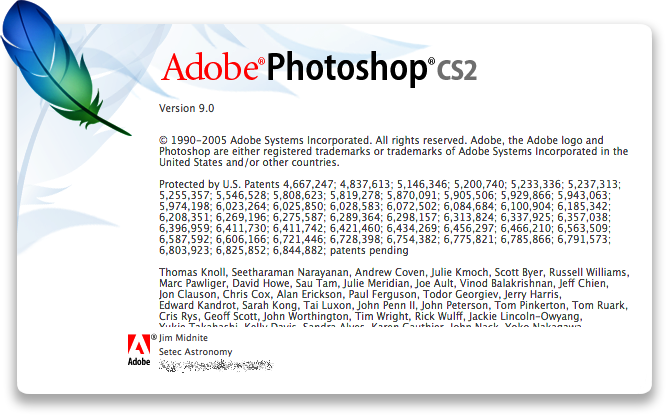 Adobe®Photoshop®CS2
Version 9.0
© 1990-2005 Adobe Systems Incorporated. All rights reserved. Adobe, the Adobe logo and
Photoshop are either registered trademarks or trademarks of Adobe Systems Incorporated in the
United States and/or other countries.
Protected by U.S. Patents 4,667,247; 4,837,613; 5,146,346; 5,200,740; 5,233,336; 5,237,313;
5,255,357; 5,546,528; 5,808,623; 5,819,278; 5,870,091; 5,905,506; 5,929,866; 5,943,063;
5,974,198; 6,023,264; 6,025,850; 6,028,583; 6,072,502; 6,084,684; 6,100,904; 6,185,342;
6,208,351; 6,269,196; 6,275,587; 6,289,364; 6,298,157; 6,313,824; 6,337,925; 6,357,038;
6,396,959; 6,411,730; 6,411,742; 6,421,460; 6,434,269; 6,456,297; 6,466,210; 6,563,509;
6,587,592; 6,606,166; 6,721,446; 6,728,398; 6,754,382; 6,775,821; 6,785,866; 6,791,573;
6,803,923; 6,825,852; 6,844,882; patents pending
Thomas Knoll, Seetharaman Narayanan, Andrew Coven, Julie Kmoch, Scott Byer, Russell Williams,
Marc Pawliger, David Howe, Sau Tam, Julie Meridian, Joe Ault, Vinod Balakrishnan, Jeff Chien,
Jon Clauson, Chris Cox, Alan Erickson, Paul Ferguson, Todor Georgiev, Jerry Harris,
Edward Kandrot, Sarah Kong, Tai Luxon, John Penn II, John Peterson, Tom Pinkerton, Tom Ruark,
Cris Rys, Geoff Scott, John Worthington, Tim Wright, Rick Wulff, Jackie Lincoln-Owyang,
Yukie Takahashi, Kelly Davis, Sandra Alves, Karen Gauthier, John Nack, Yoko Nakagawa,
Adobe®
Jim Midnite
Setec Astronomy